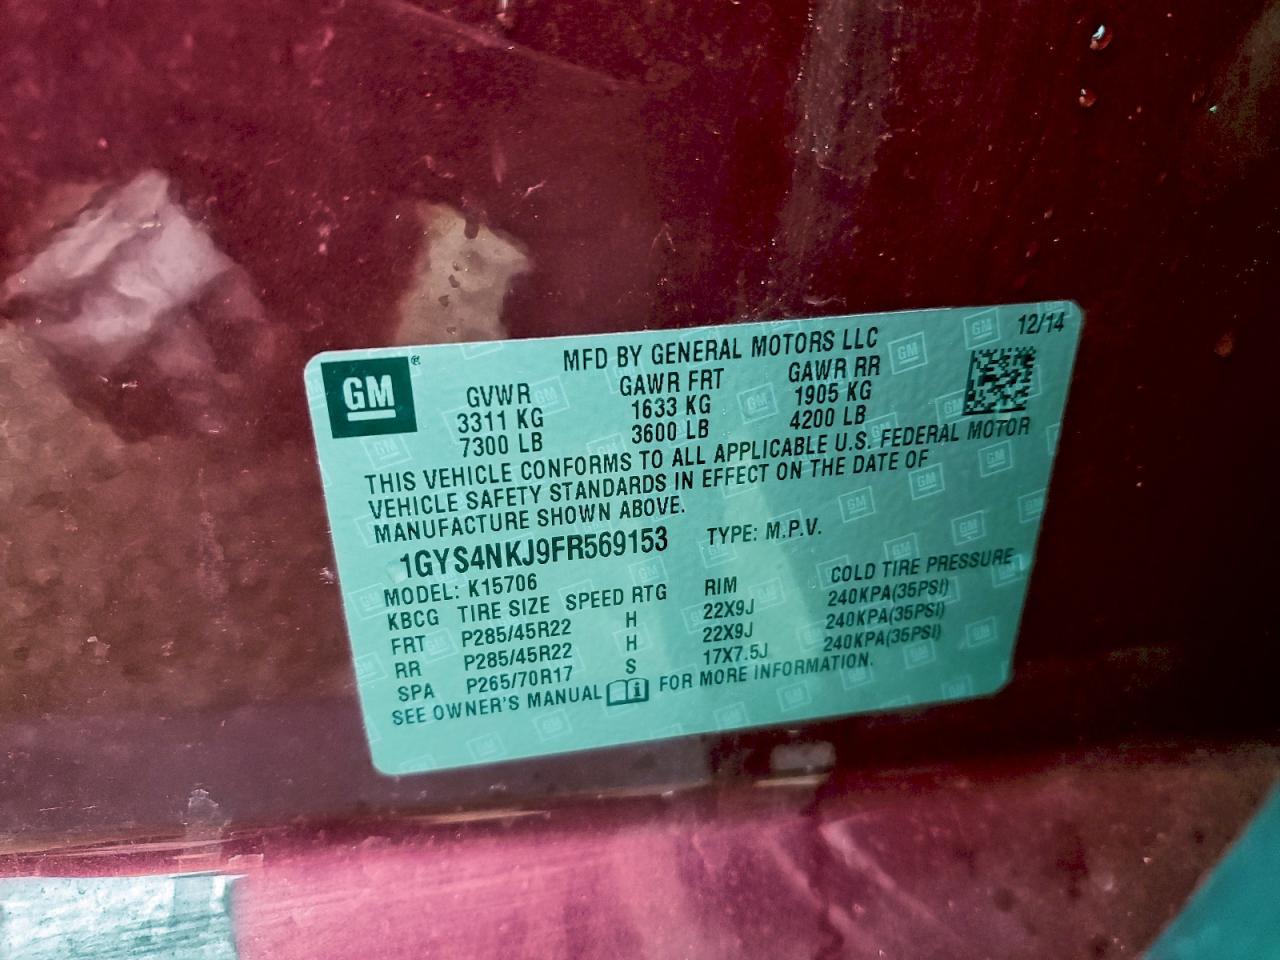 GM®
12/14
MFD BY GENERAL MOTORS LLC
GVWR GAWR FRT GAWR RR
3311 KG 1633 KG 1905 KG
7300 LB 3600 LB 4200 LB
THIS VEHICLE CONFORMS TO ALL APPLICABLE U.S. FEDERAL MOTOR
VEHICLE SAFETY STANDARDS IN EFFECT ON THE DATE OF
MANUFACTURE SHOWN ABOVE.
1GYS4NKJ9FR569153 TYPE: M.P.V.
MODEL: K15706
KBCG TIRE SIZE SPEED RTG RIM COLD TIRE PRESSURE
FRT P285/45R22 H 22X9J 240KPA(35PSI)
RR P285/45R22 H 22X9J 240KPA(35PSI)
SPA P265/70R17 S 17X7.5J 240KPA(35PSI)
SEE OWNER'S MANUAL FOR MORE INFORMATION.